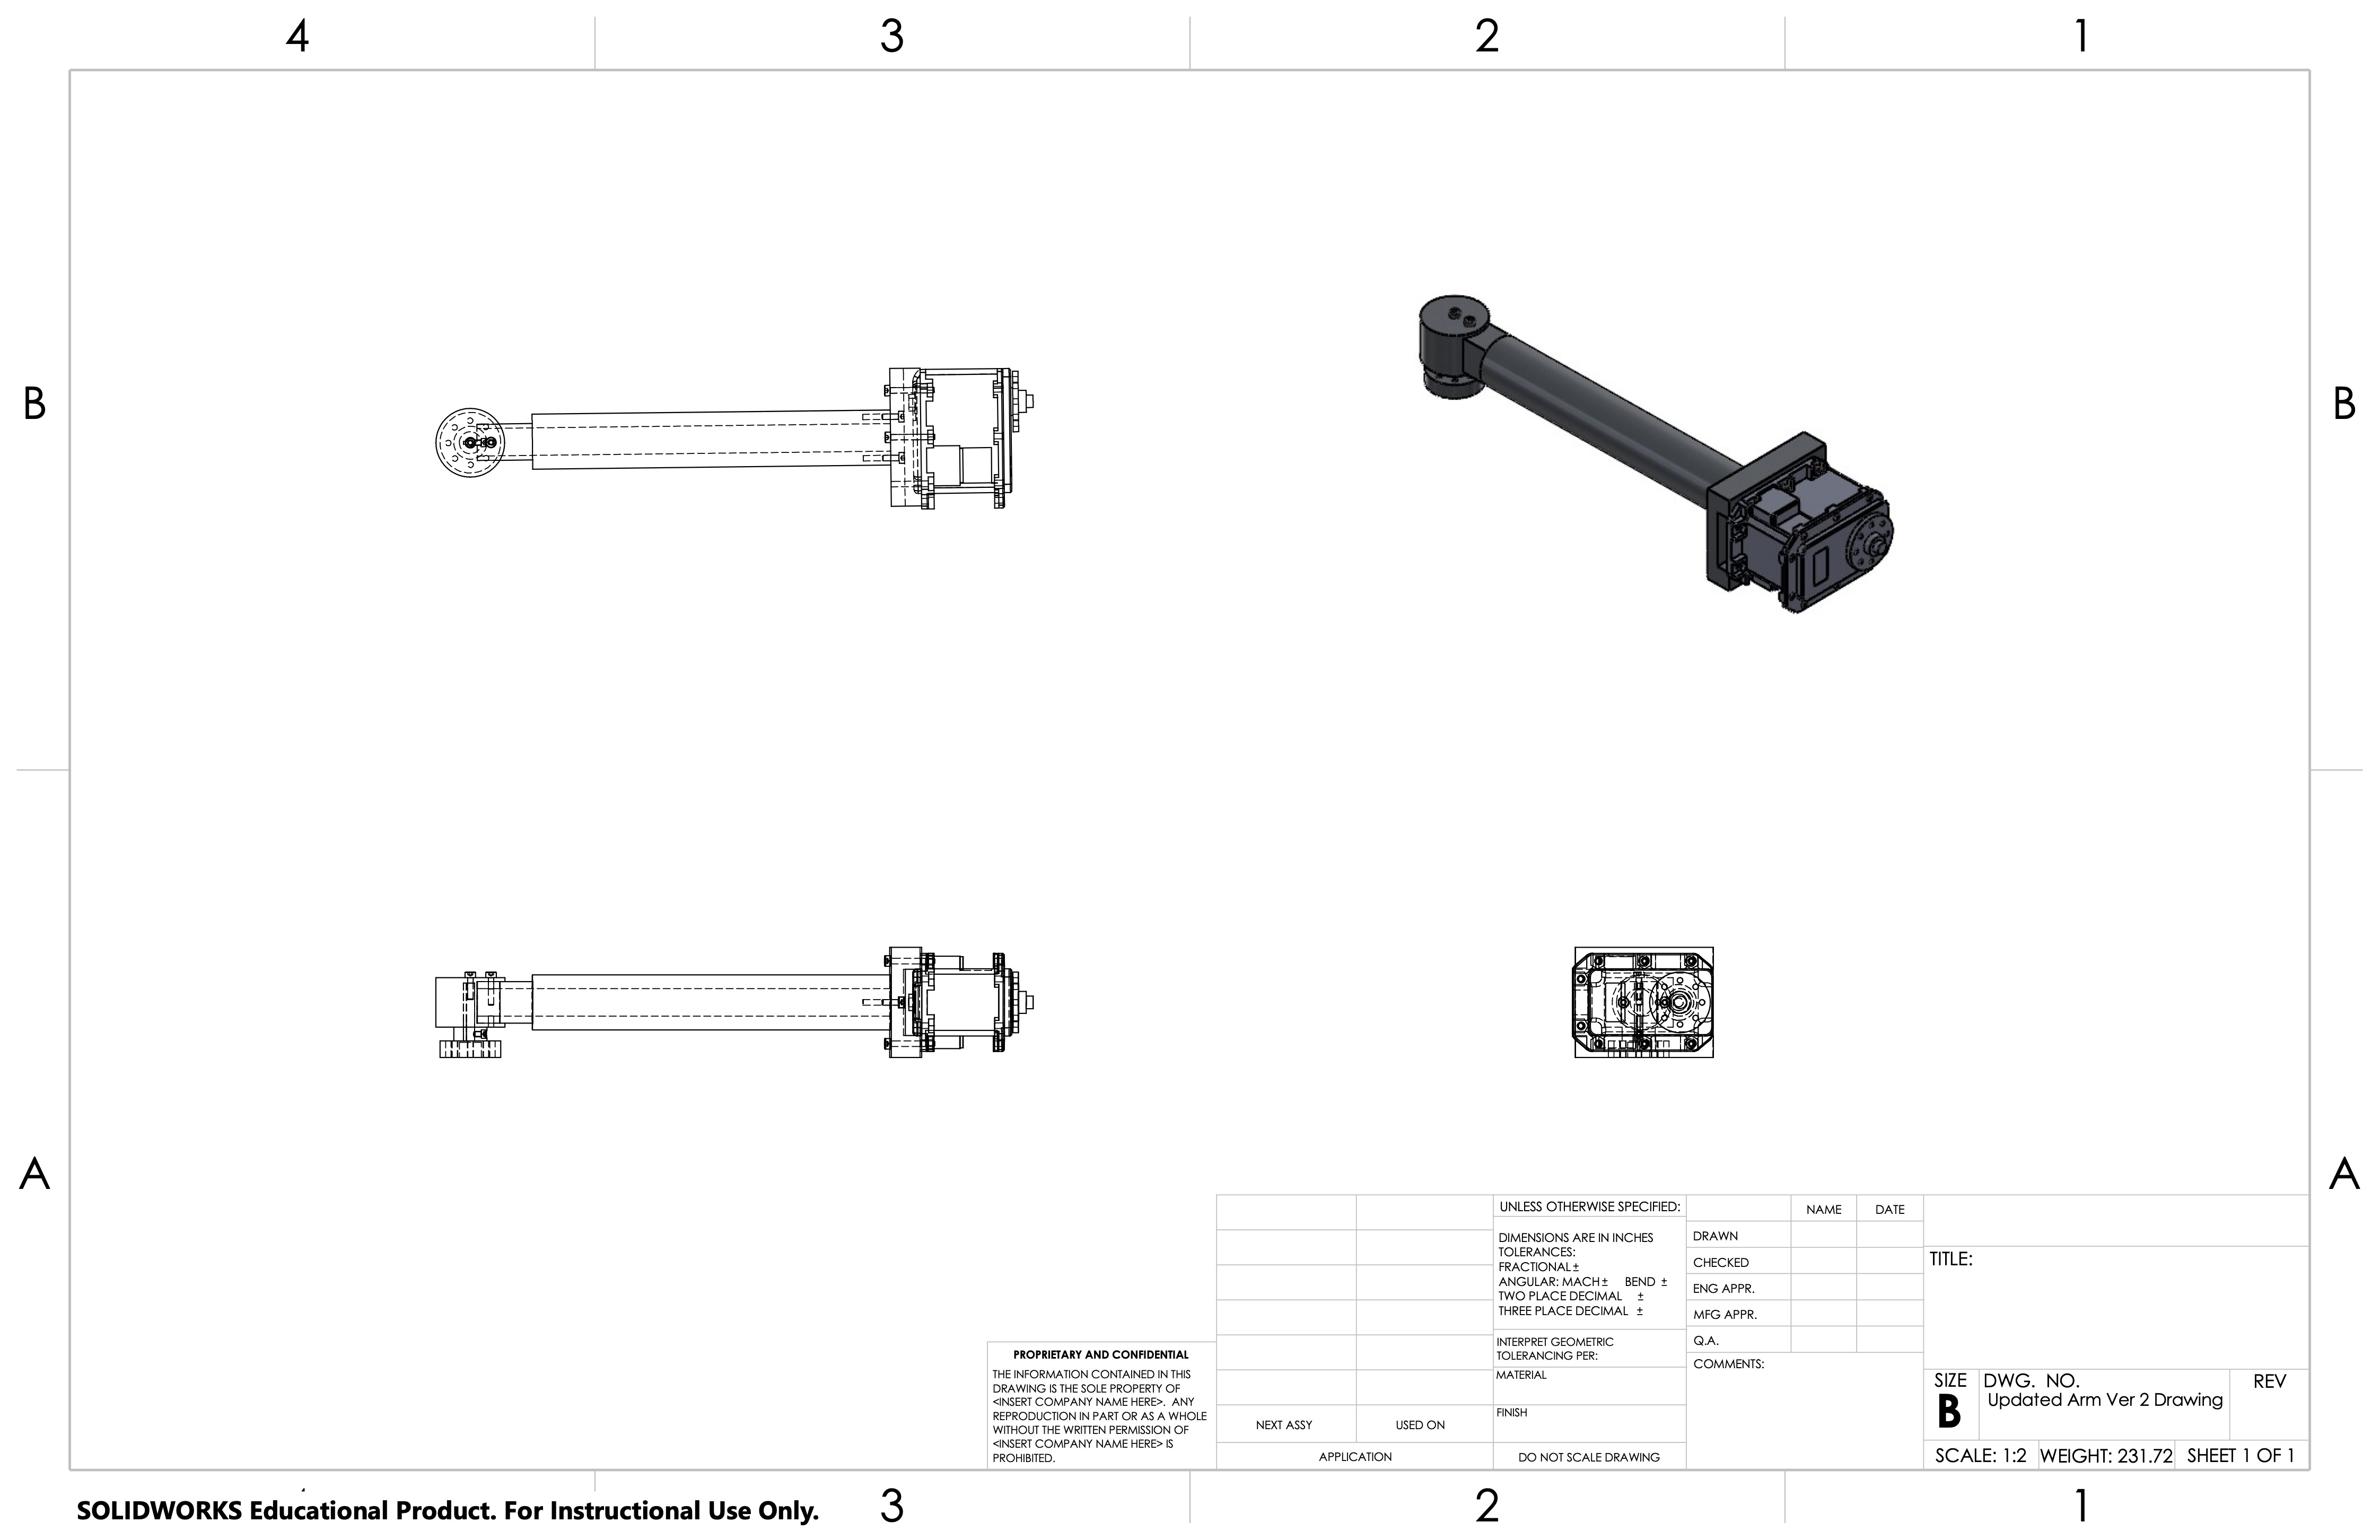 4 3 2 1
B B
A A
UNLESS OTHERWISE SPECIFIED:
DIMENSIONS ARE IN INCHES
TOLERANCES:
FRACTIONAL ±
ANGULAR: MACH ± BEND ±
TWO PLACE DECIMAL ±
THREE PLACE DECIMAL ±
INTERPRET GEOMETRIC
TOLERANCING PER:
MATERIAL
FINISH
DO NOT SCALE DRAWING
NAME DATE
DRAWN
CHECKED
ENG APPR.
MFG APPR.
Q.A.
COMMENTS:
TITLE:
SIZE DWG. NO. REV
B Updated Arm Ver 2 Drawing
SCALE: 1:2 WEIGHT: 231.72 SHEET 1 OF 1
PROPRIETARY AND CONFIDENTIAL
THE INFORMATION CONTAINED IN THIS
DRAWING IS THE SOLE PROPERTY OF
<INSERT COMPANY NAME HERE>. ANY
REPRODUCTION IN PART OR AS A WHOLE
WITHOUT THE WRITTEN PERMISSION OF
<INSERT COMPANY NAME HERE> IS
PROHIBITED.
NEXT ASSY USED ON
APPLICATION
SOLIDWORKS Educational Product. For Instructional Use Only.
3 2 1